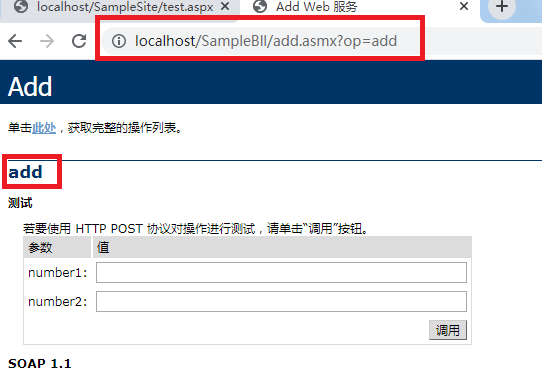 localhost/SampleSite/test.aspx
Add Web 服务
localhost/SampleBll/add.asmx?op=add
Add
单击此处，获取完整的操作列表。
add
测试
若要使用 HTTP POST 协议对操作进行测试，请单击“调用”按钮。
参数 值
number1:
number2:
调用
SOAP 1.1